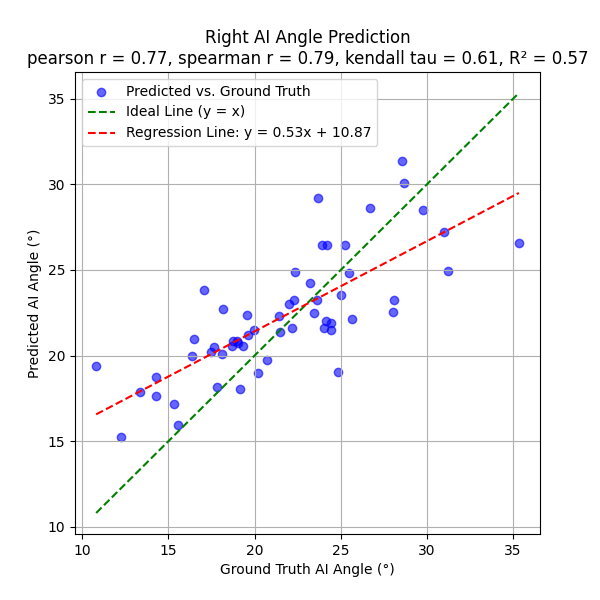 Right AI Angle Prediction
pearson r = 0.77, spearman r = 0.79, kendall tau = 0.61, R² = 0.57
Predicted vs. Ground Truth
Ideal Line (y = x)
Regression Line: y = 0.53x + 10.87
35
30
25
20
15
10
Predicted AI Angle (°)
10 15 20 25 30 35
Ground Truth AI Angle (°)